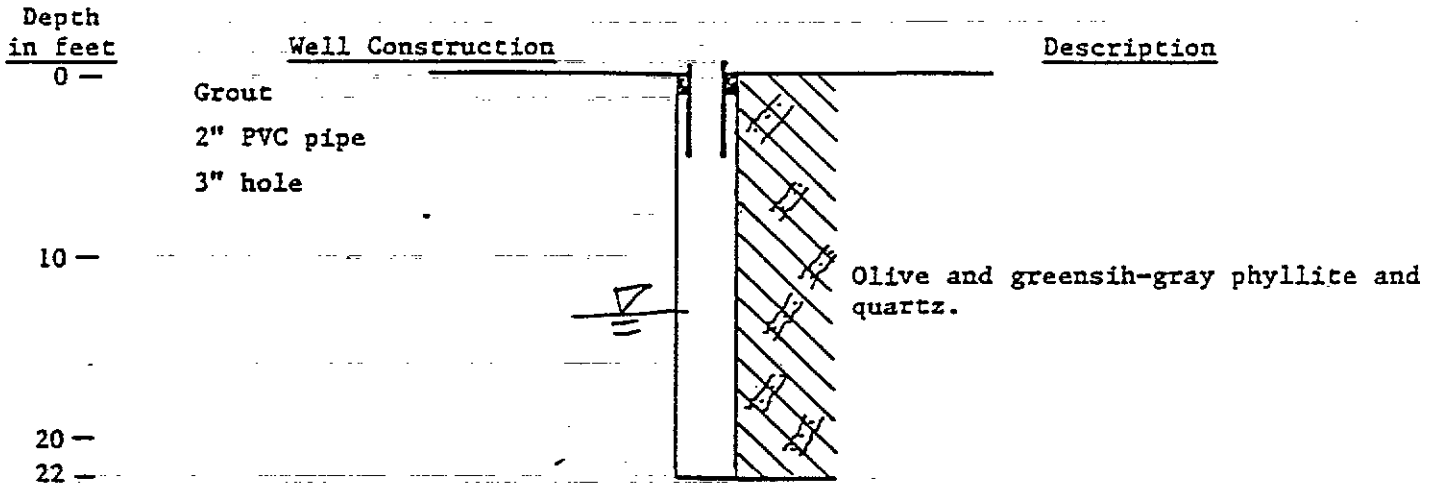 Depth
in feet
Well Construction
Description
0 —
Grout
2" PVC pipe
3" hole
10 —
Olive and greensih-gray phyllite and
quartz.
20 —
22 —